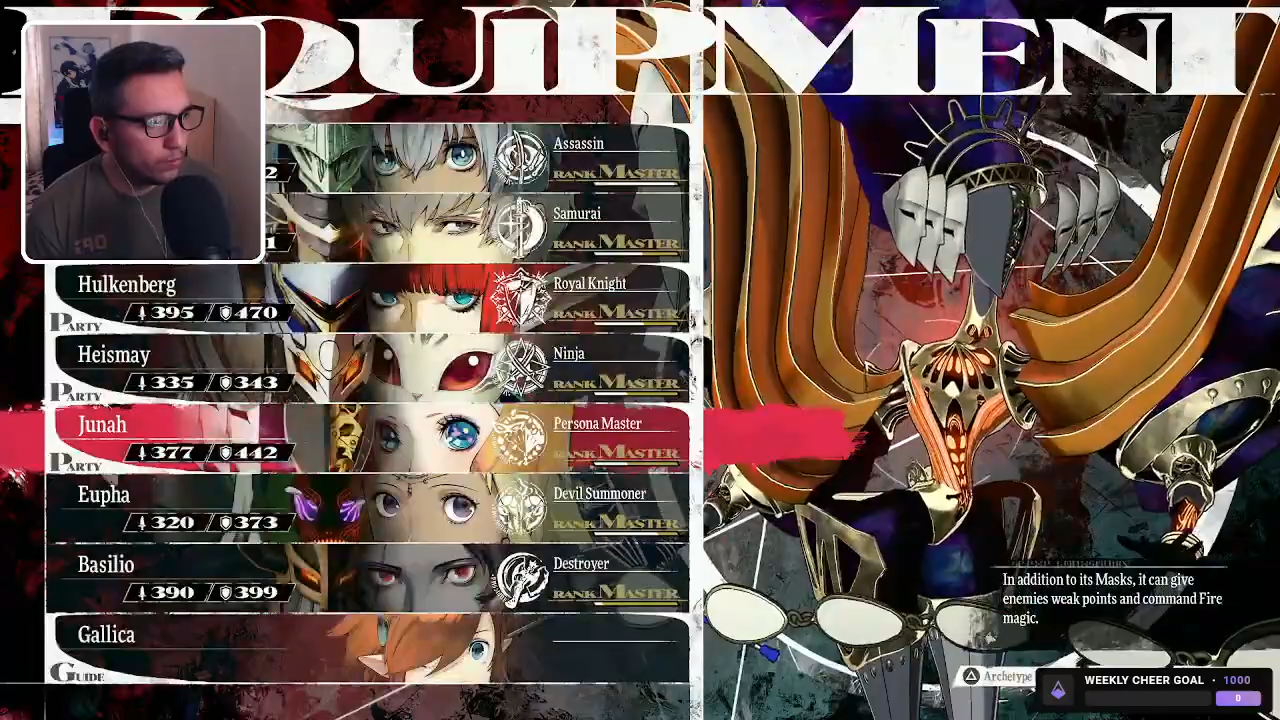 EQUIPMENT
Assassin
RANK MASTER
Samurai
RANK MASTER
Hulkenberg
395 / 470
PARTY
Royal Knight
RANK MASTER
Heismay
335 / 343
PARTY
Ninja
RANK MASTER
Junah
377 / 442
PARTY
Persona Master
RANK MASTER
Eupha
320 / 373
Devil Summoner
RANK MASTER
Basilio
390 / 399
Destroyer
RANK MASTER
Gallica
GUIDE
In addition to its Masks, it can give
enemies weak points and command Fire
magic.
Archetype
WEEKLY CHEER GOAL · 1000
0